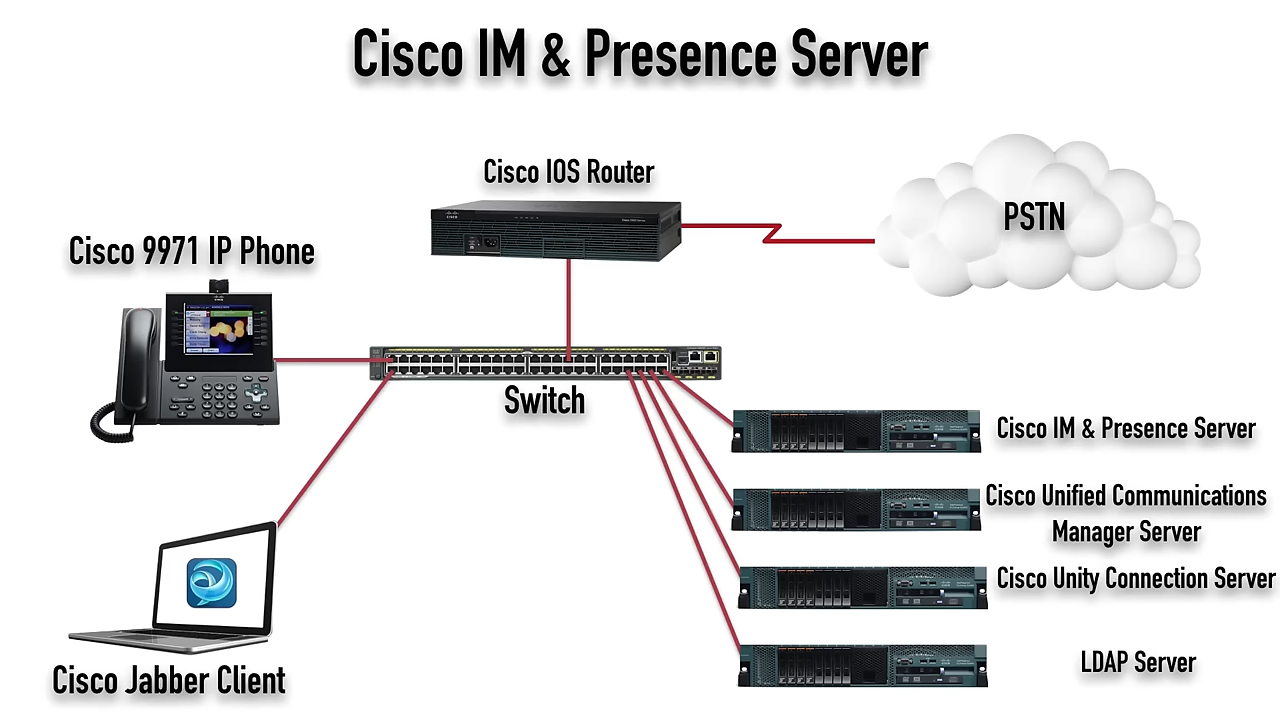 Cisco IM & Presence Server
Cisco IOS Router
PSTN
Cisco 9971 IP Phone
Switch
Cisco IM & Presence Server
Cisco Unified Communications
Manager Server
Cisco Unity Connection Server
LDAP Server
Cisco Jabber Client